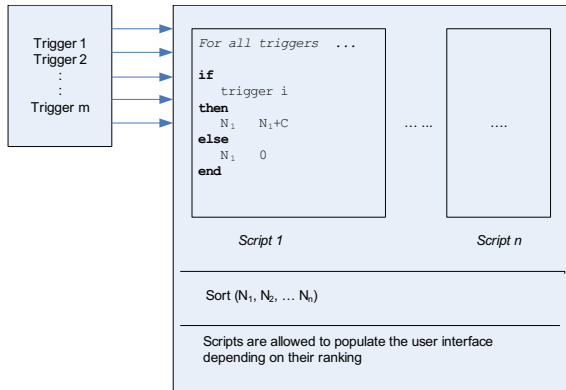 Trigger 1
Trigger 2
:
:
Trigger m
For all triggers ...
if
trigger i
then
N₁ N₁+C
else
N₁ 0
end
... ...
....
Script 1
Script n
Sort (N₁, N₂, ... Nₙ)
Scripts are allowed to populate the user interface
depending on their ranking